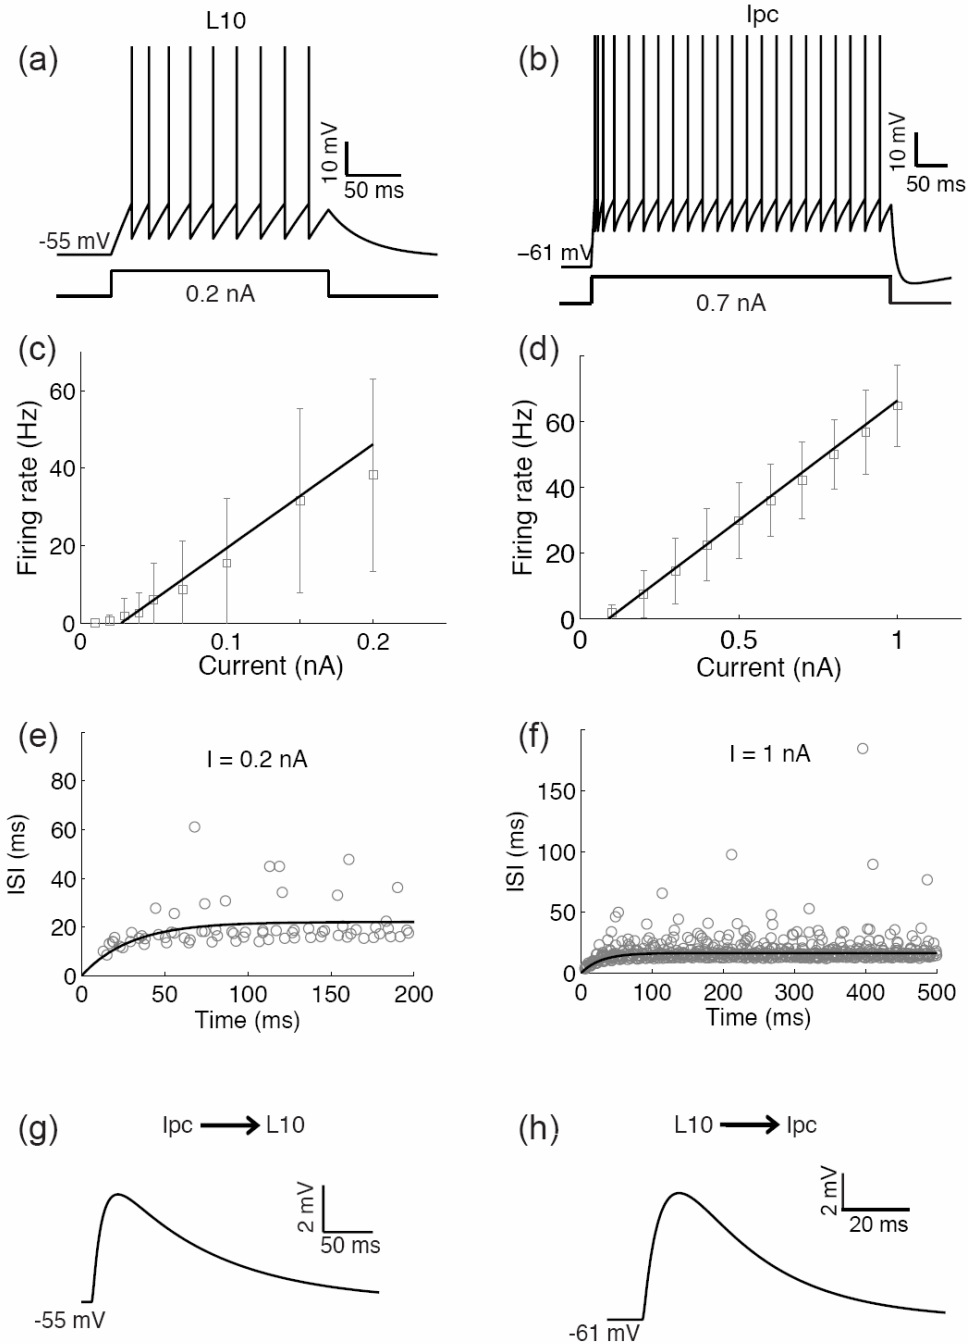 L10
Ipc
(a)
(b)
10 mV
50 ms
-55 mV
0.2 nA
10 mV
50 ms
−61 mV
0.7 nA
(c)
(d)
Firing rate (Hz)
60
40
20
0
0
0.1
0.2
Current (nA)
Firing rate (Hz)
60
40
20
0
0
0.5
1
Current (nA)
(e)
(f)
I = 0.2 nA
ISI (ms)
80
60
40
20
0
0
50
100
150
200
Time (ms)
I = 1 nA
ISI (ms)
150
100
50
0
0
100
200
300
400
500
Time (ms)
(g)
(h)
Ipc L10
2 mV
50 ms
-55 mV
L10 Ipc
2 mV
20 ms
-61 mV